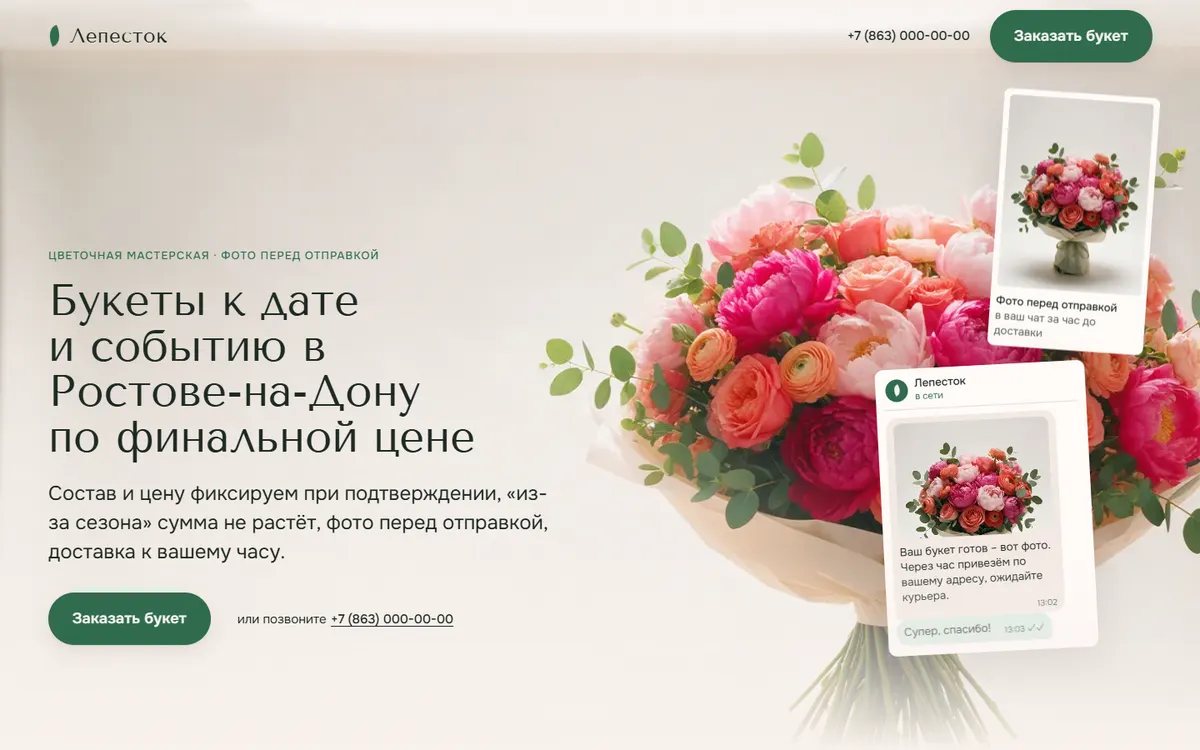 Лепесток
+7 (863) 000-00-00
Заказать букет
ЦВЕТОЧНАЯ МАСТЕРСКАЯ · ФОТО ПЕРЕД ОТПРАВКОЙ
Букеты к дате
и событию в
Ростове-на-Дону
по финальной цене
Состав и цену фиксируем при подтверждении, «из-
за сезона» сумма не растёт, фото перед отправкой,
доставка к вашему часу.
Заказать букет
или позвоните +7 (863) 000-00-00
Фото перед отправкой
в ваш чат за час до
доставки
Лепесток
в сети
Ваш букет готов – вот фото.
Через час привезём по
вашему адресу, ожидайте
курьера.
13:02
Супер, спасибо! 13:03 ✓✓